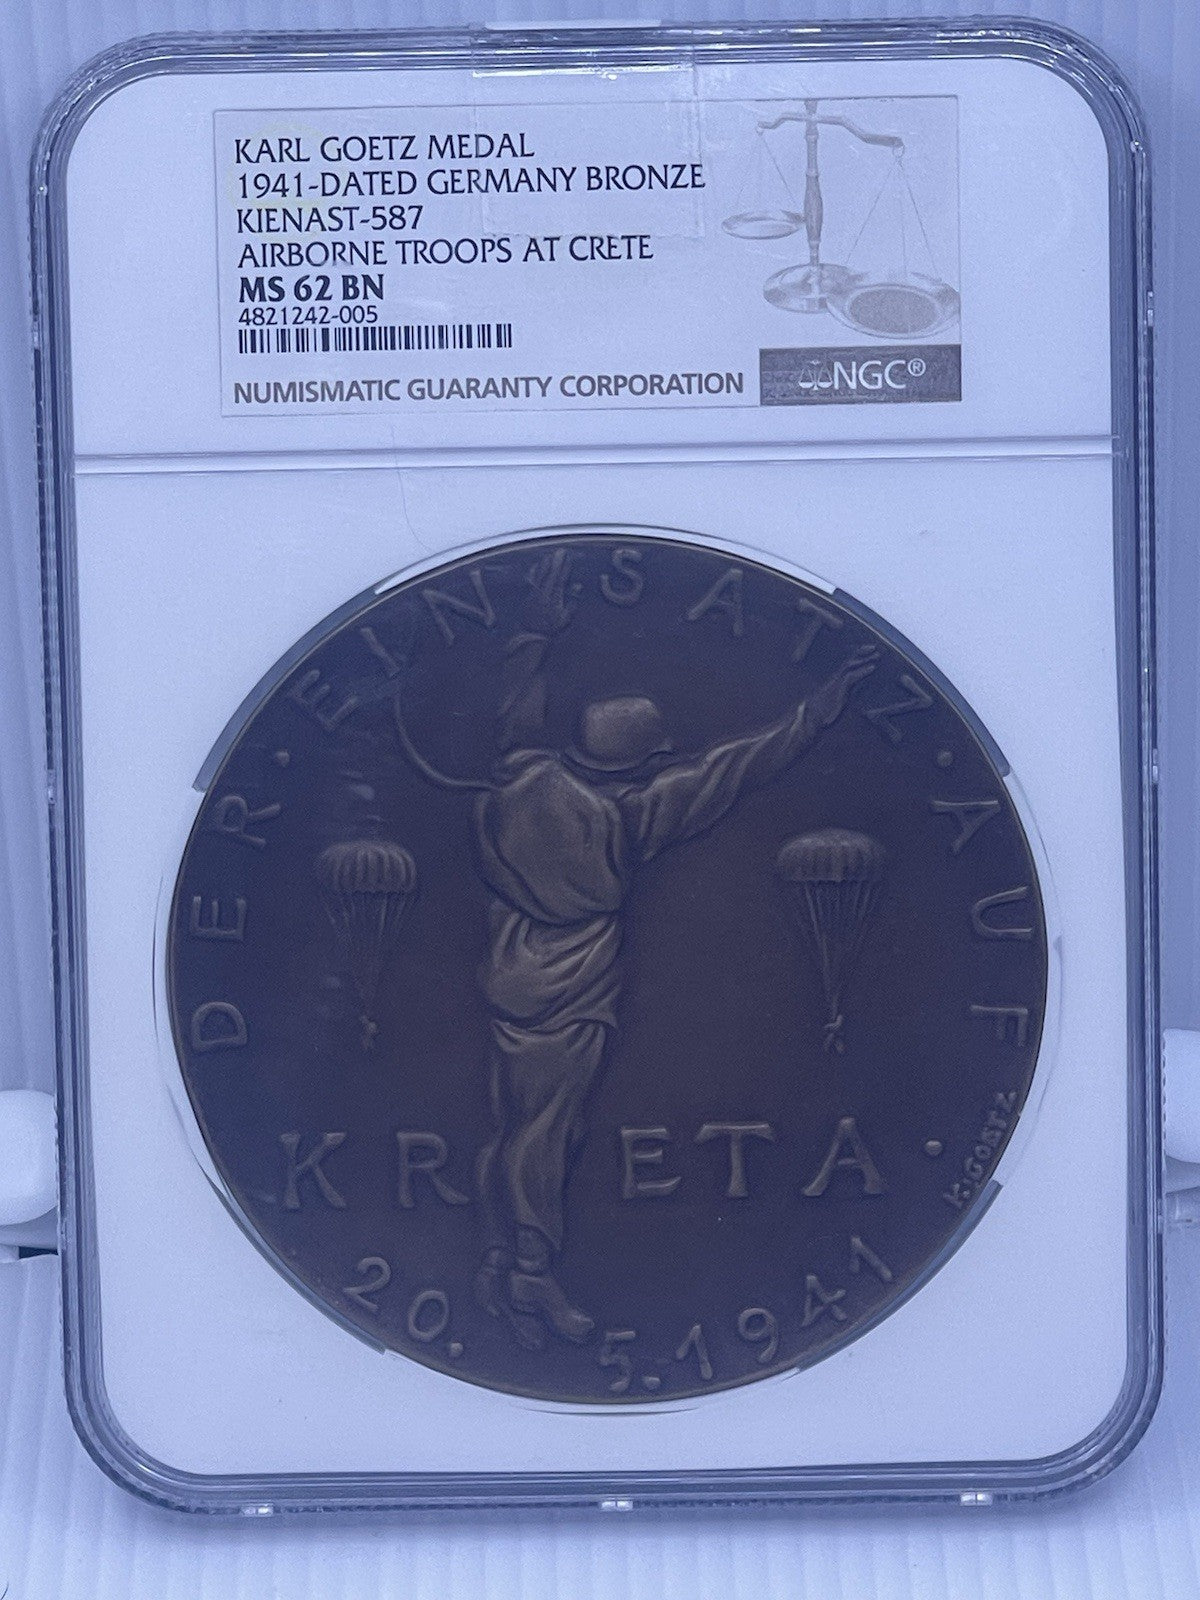 KARL GOETZ MEDAL
1941-DATED GERMANY BRONZE
KIENAST-587
AIRBORNE TROOPS AT CRETE
MS 62 BN
4821242-005
NUMISMATIC GUARANTY CORPORATION
NGC®
DER · EINSATZ · AUF
KRETA ·
K.GOETZ
20. 5. 1941